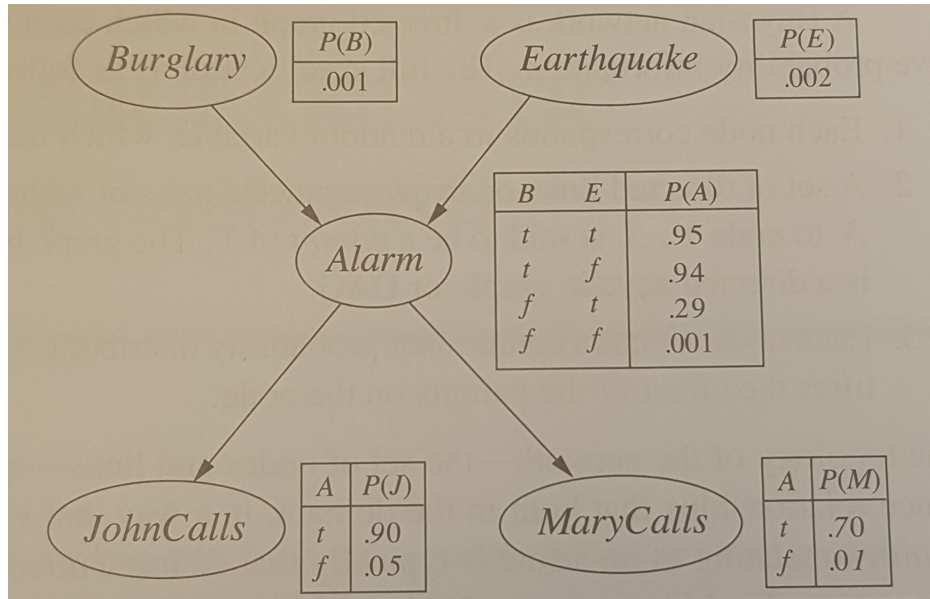 Burglary
P(B)
.001
Earthquake
P(E)
.002
Alarm
B E P(A)
t t .95
t f .94
f t .29
f f .001
JohnCalls
A P(J)
t .90
f .05
MaryCalls
A P(M)
t .70
f .01